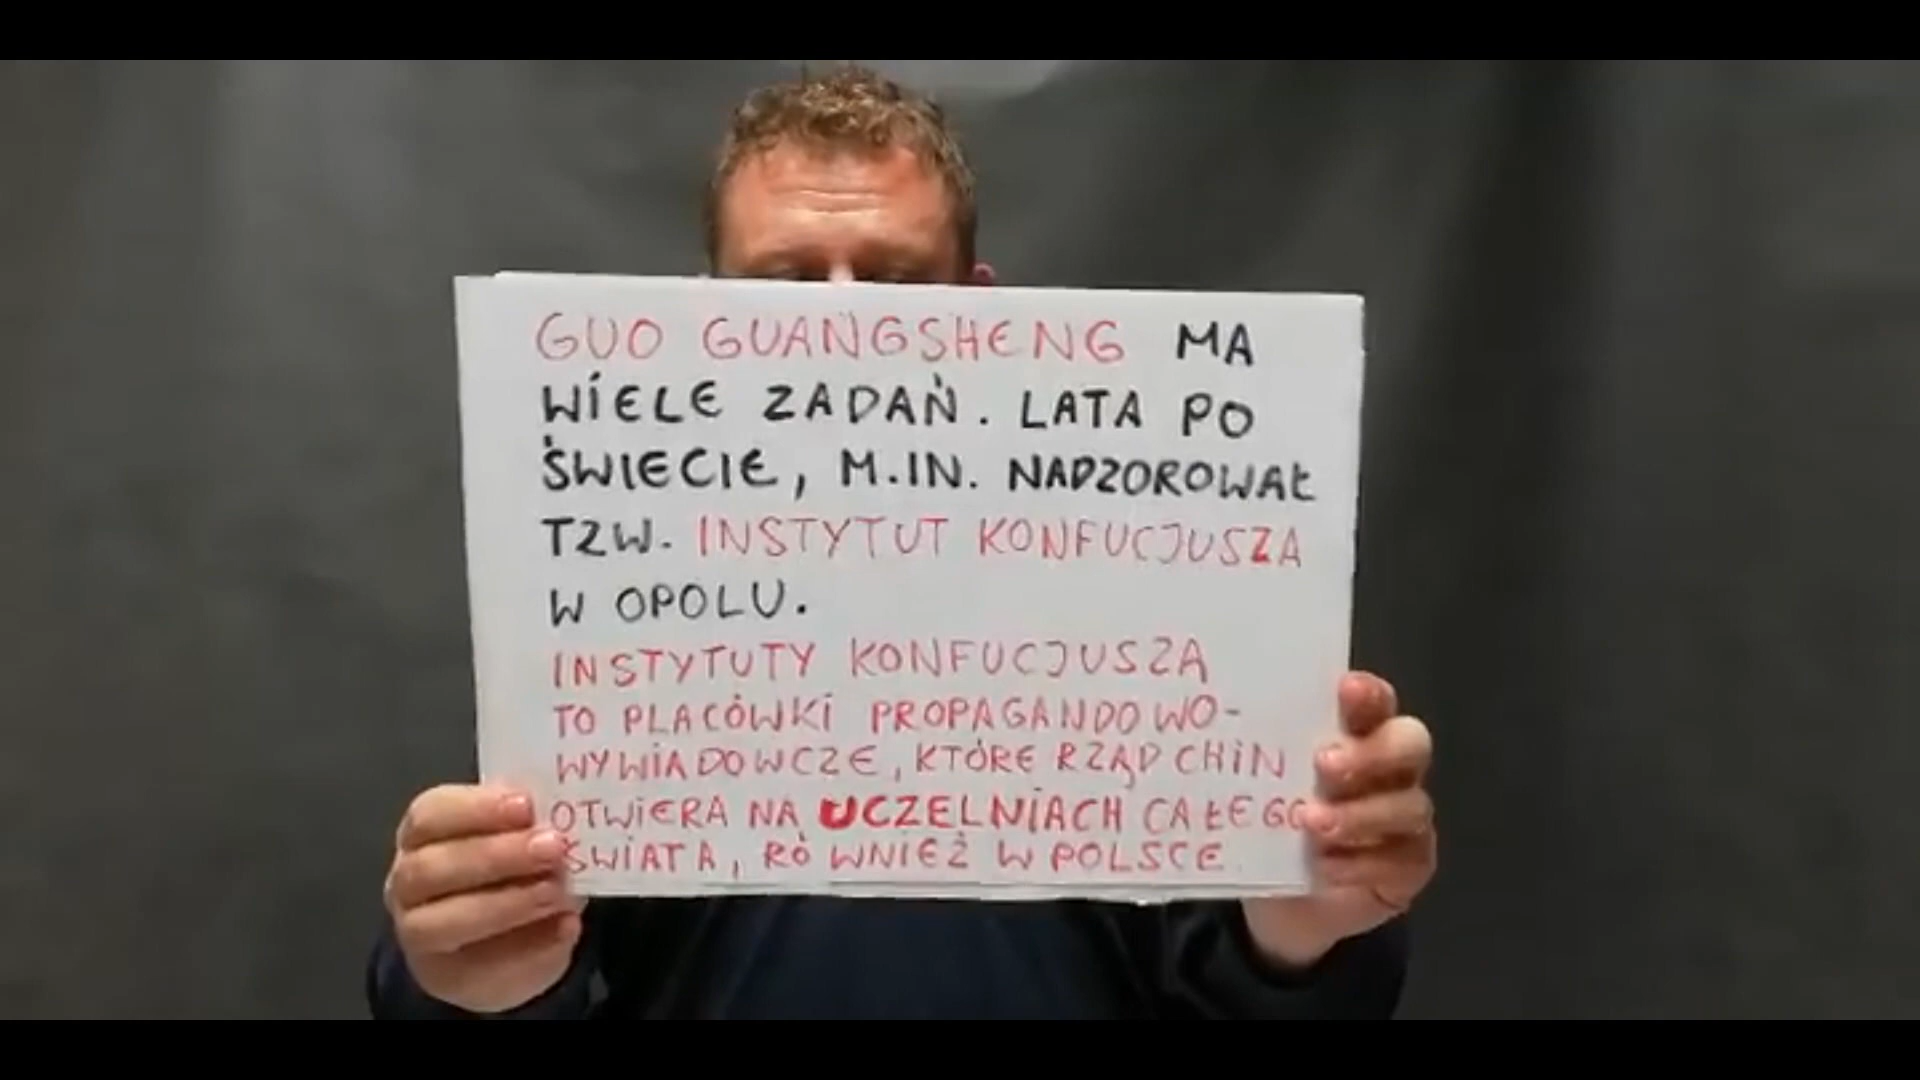 GUO GUANGSHENG MA
WIELE ZADAŃ. LATA PO
ŚWIECIE, M.IN. NADZOROWAŁ
TZW. INSTYTUT KONFUCJUSZA
W OPOLU.
INSTYTUTY KONFUCJUSZA
TO PLACÓWKI PROPAGANDOWO-
WYWIADOWCZE, KTÓRE RZĄD CHIN
OTWIERA NA UCZELNIACH CAŁEGO
ŚWIATA, RÓWNIEŻ W POLSCE.